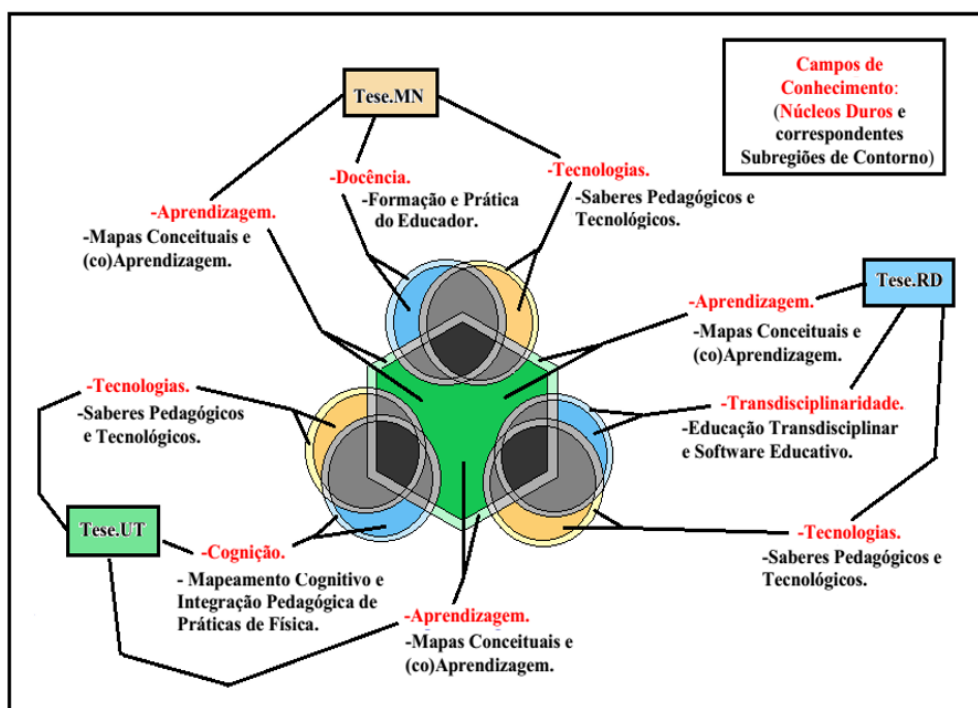 Campos de
Conhecimento:
(Núcleos Duros e
correspondentes
Subregiões de Contorno)
Tese.MN
-Docência.
-Formação e Prática
do Educador.
-Tecnologias.
-Saberes Pedagógicos e
Tecnológicos.
-Aprendizagem.
-Mapas Conceituais e
(co)Aprendizagem.
Tese.RD
-Aprendizagem.
-Mapas Conceituais e
(co)Aprendizagem.
-Transdisciplinaridade.
-Educação Transdisciplinar
e Software Educativo.
-Tecnologias.
-Saberes Pedagógicos e
Tecnológicos.
-Tecnologias.
-Saberes Pedagógicos
e Tecnológicos.
Tese.UT
-Cognição.
- Mapeamento Cognitivo e
Integração Pedagógica de
Práticas de Física.
-Aprendizagem.
-Mapas Conceituais e
(co)Aprendizagem.